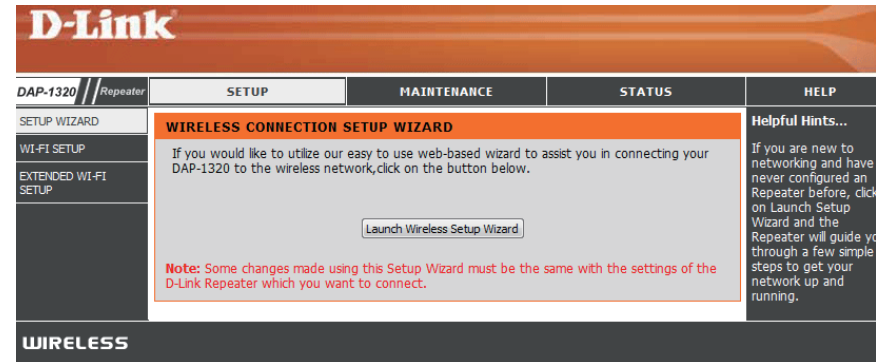 D-Link
DAP-1320 // Repeater
SETUP
MAINTENANCE
STATUS
HELP
SETUP WIZARD
WI-FI SETUP
EXTENDED WI-FI
SETUP
WIRELESS CONNECTION SETUP WIZARD
If you would like to utilize our easy to use web-based wizard to assist you in connecting your
DAP-1320 to the wireless network,click on the button below.
Launch Wireless Setup Wizard
Note: Some changes made using this Setup Wizard must be the same with the settings of the
D-Link Repeater which you want to connect.
Helpful Hints...
If you are new to
networking and have
never configured an
Repeater before, click
on Launch Setup
Wizard and the
Repeater will guide yo
through a few simple
steps to get your
network up and
running.
WIRELESS